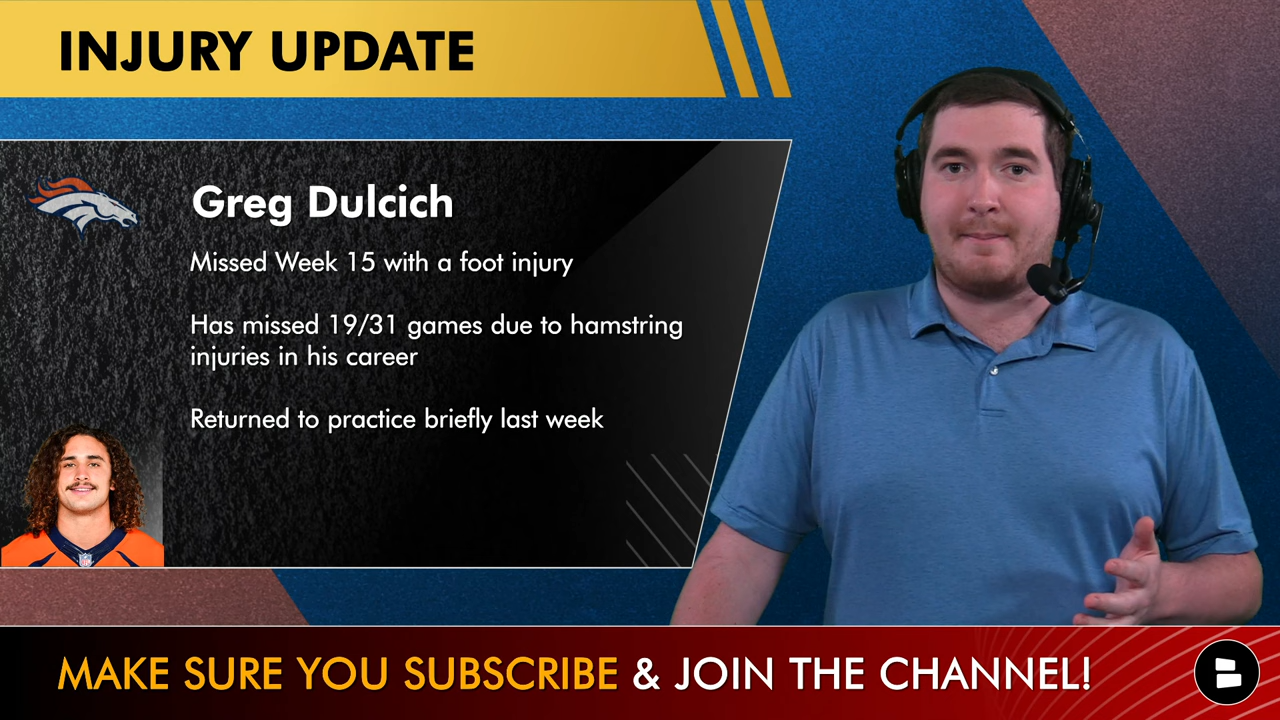 INJURY UPDATE
Greg Dulcich
Missed Week 15 with a foot injury
Has missed 19/31 games due to hamstring
injuries in his career
Returned to practice briefly last week
MAKE SURE YOU SUBSCRIBE & JOIN THE CHANNEL!